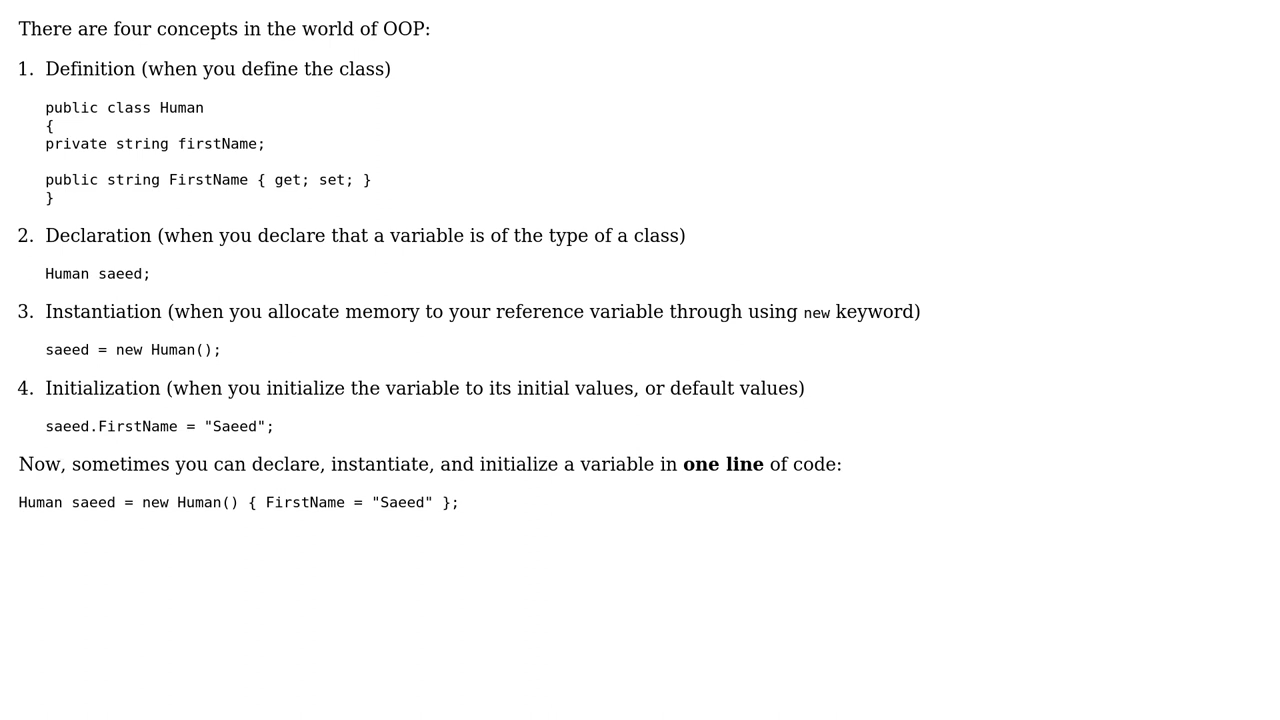 There are four concepts in the world of OOP:
1. Definition (when you define the class)
public class Human
{
private string firstName;
public string FirstName { get; set; }
}
2. Declaration (when you declare that a variable is of the type of a class)
Human saeed;
3. Instantiation (when you allocate memory to your reference variable through using new keyword)
saeed = new Human();
4. Initialization (when you initialize the variable to its initial values, or default values)
saeed.FirstName = "Saeed";
Now, sometimes you can declare, instantiate, and initialize a variable in one line of code:
Human saeed = new Human() { FirstName = "Saeed" };